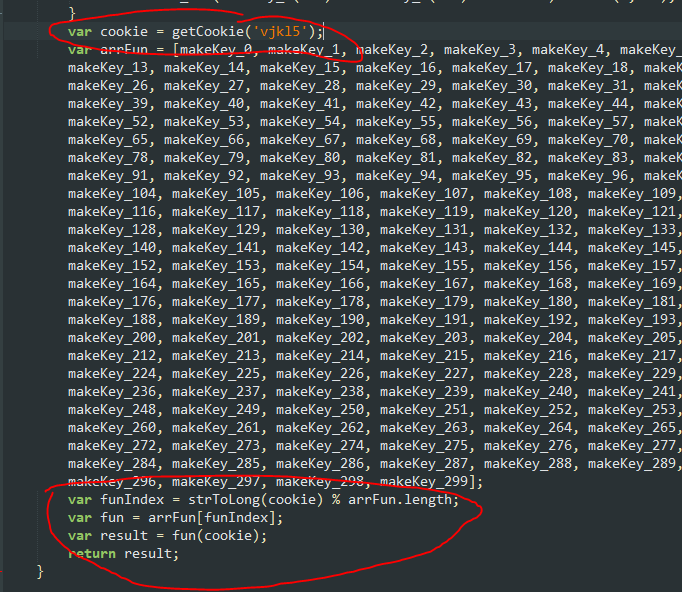 }
var cookie = getCookie('vjkl5');
var arrFun = [makeKey_0, makeKey_1, makeKey_2, makeKey_3, makeKey_4, makeKey_
makeKey_13, makeKey_14, makeKey_15, makeKey_16, makeKey_17, makeKey_18, makeK
makeKey_26, makeKey_27, makeKey_28, makeKey_29, makeKey_30, makeKey_31, makeK
makeKey_39, makeKey_40, makeKey_41, makeKey_42, makeKey_43, makeKey_44, makeK
makeKey_52, makeKey_53, makeKey_54, makeKey_55, makeKey_56, makeKey_57, makeK
makeKey_65, makeKey_66, makeKey_67, makeKey_68, makeKey_69, makeKey_70, makeK
makeKey_78, makeKey_79, makeKey_80, makeKey_81, makeKey_82, makeKey_83, makeK
makeKey_91, makeKey_92, makeKey_93, makeKey_94, makeKey_95, makeKey_96, makeK
makeKey_104, makeKey_105, makeKey_106, makeKey_107, makeKey_108, makeKey_109,
makeKey_116, makeKey_117, makeKey_118, makeKey_119, makeKey_120, makeKey_121,
makeKey_128, makeKey_129, makeKey_130, makeKey_131, makeKey_132, makeKey_133,
makeKey_140, makeKey_141, makeKey_142, makeKey_143, makeKey_144, makeKey_145,
makeKey_152, makeKey_153, makeKey_154, makeKey_155, makeKey_156, makeKey_157,
makeKey_164, makeKey_165, makeKey_166, makeKey_167, makeKey_168, makeKey_169,
makeKey_176, makeKey_177, makeKey_178, makeKey_179, makeKey_180, makeKey_181,
makeKey_188, makeKey_189, makeKey_190, makeKey_191, makeKey_192, makeKey_193,
makeKey_200, makeKey_201, makeKey_202, makeKey_203, makeKey_204, makeKey_205,
makeKey_212, makeKey_213, makeKey_214, makeKey_215, makeKey_216, makeKey_217,
makeKey_224, makeKey_225, makeKey_226, makeKey_227, makeKey_228, makeKey_229,
makeKey_236, makeKey_237, makeKey_238, makeKey_239, makeKey_240, makeKey_241,
makeKey_248, makeKey_249, makeKey_250, makeKey_251, makeKey_252, makeKey_253,
makeKey_260, makeKey_261, makeKey_262, makeKey_263, makeKey_264, makeKey_265,
makeKey_272, makeKey_273, makeKey_274, makeKey_275, makeKey_276, makeKey_277,
makeKey_284, makeKey_285, makeKey_286, makeKey_287, makeKey_288, makeKey_289,
makeKey_296, makeKey_297, makeKey_298, makeKey_299];
var funIndex = strToLong(cookie) % arrFun.length;
var fun = arrFun[funIndex];
var result = fun(cookie);
return result;
}